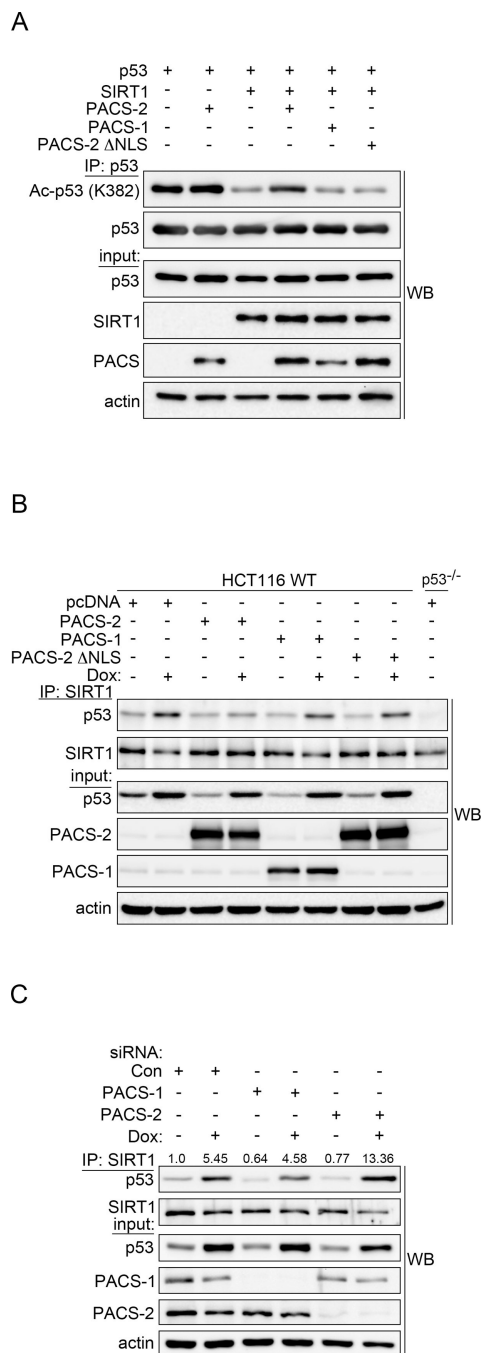 A
p53 + + + + + +
SIRT1 - - + + + +
PACS-2 - + - + - -
PACS-1 - - - - + -
PACS-2 ΔNLS - - - - - +
IP: p53
Ac-p53 (K382)
p53
input:
p53
WB
SIRT1
PACS
actin
B
HCT116 WT p53-/-
pcDNA + + - - - - - - +
PACS-2 - - + + - - - - -
PACS-1 - - - - + + - - -
PACS-2 ΔNLS - - - - - - + + -
Dox: - + - + - + - + -
IP: SIRT1
p53
SIRT1
input:
p53
WB
PACS-2
PACS-1
actin
C
siRNA:
Con + + - - - -
PACS-1 - - + + - -
PACS-2 - - - - + +
Dox: - + - + - +
IP: SIRT1 1.0 5.45 0.64 4.58 0.77 13.36
p53
SIRT1
input:
p53
WB
PACS-1
PACS-2
actin